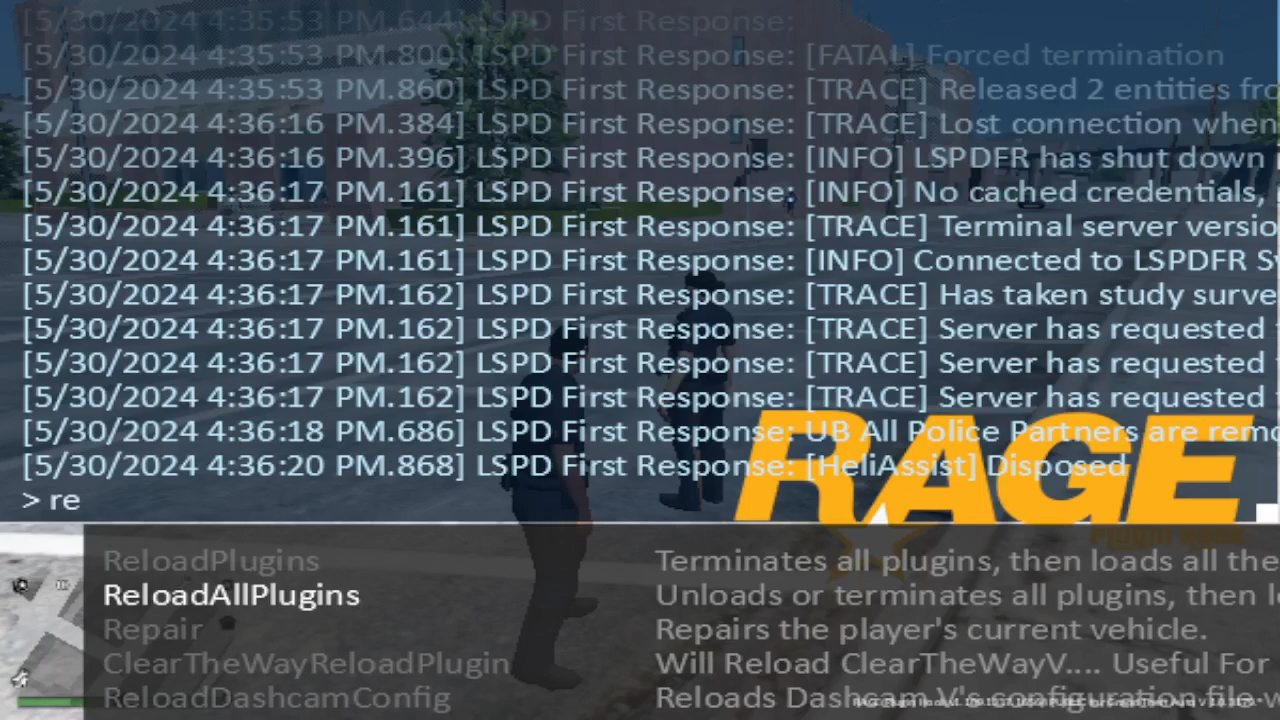 [5/30/2024 4:35:53 PM.644] LSPD First Response:
[5/30/2024 4:35:53 PM.800] LSPD First Response: [FATAL] Forced termination
[5/30/2024 4:35:53 PM.860] LSPD First Response: [TRACE] Released 2 entities fro
[5/30/2024 4:36:16 PM.384] LSPD First Response: [TRACE] Lost connection when
[5/30/2024 4:36:16 PM.396] LSPD First Response: [INFO] LSPDFR has shut down
[5/30/2024 4:36:17 PM.161] LSPD First Response: [INFO] No cached credentials,
[5/30/2024 4:36:17 PM.161] LSPD First Response: [TRACE] Terminal server versio
[5/30/2024 4:36:17 PM.161] LSPD First Response: [INFO] Connected to LSPDFR Sy
[5/30/2024 4:36:17 PM.162] LSPD First Response: [TRACE] Has taken study surve
[5/30/2024 4:36:17 PM.162] LSPD First Response: [TRACE] Server has requested
[5/30/2024 4:36:17 PM.162] LSPD First Response: [TRACE] Server has requested
[5/30/2024 4:36:17 PM.162] LSPD First Response: [TRACE] Server has requested
[5/30/2024 4:36:18 PM.686] LSPD First Response: UB All Police Partners are remo
[5/30/2024 4:36:20 PM.868] LSPD First Response: [HeliAssist] Disposed
> re
RAGE
ReloadPlugins Terminates all plugins, then loads all the
ReloadAllPlugins Unloads or terminates all plugins, then lo
Repair Repairs the player's current vehicle.
ClearTheWayReloadPlugin Will Reload ClearTheWayV.... Useful For
ReloadDashcamConfig Reloads Dashcam V's configuration file w